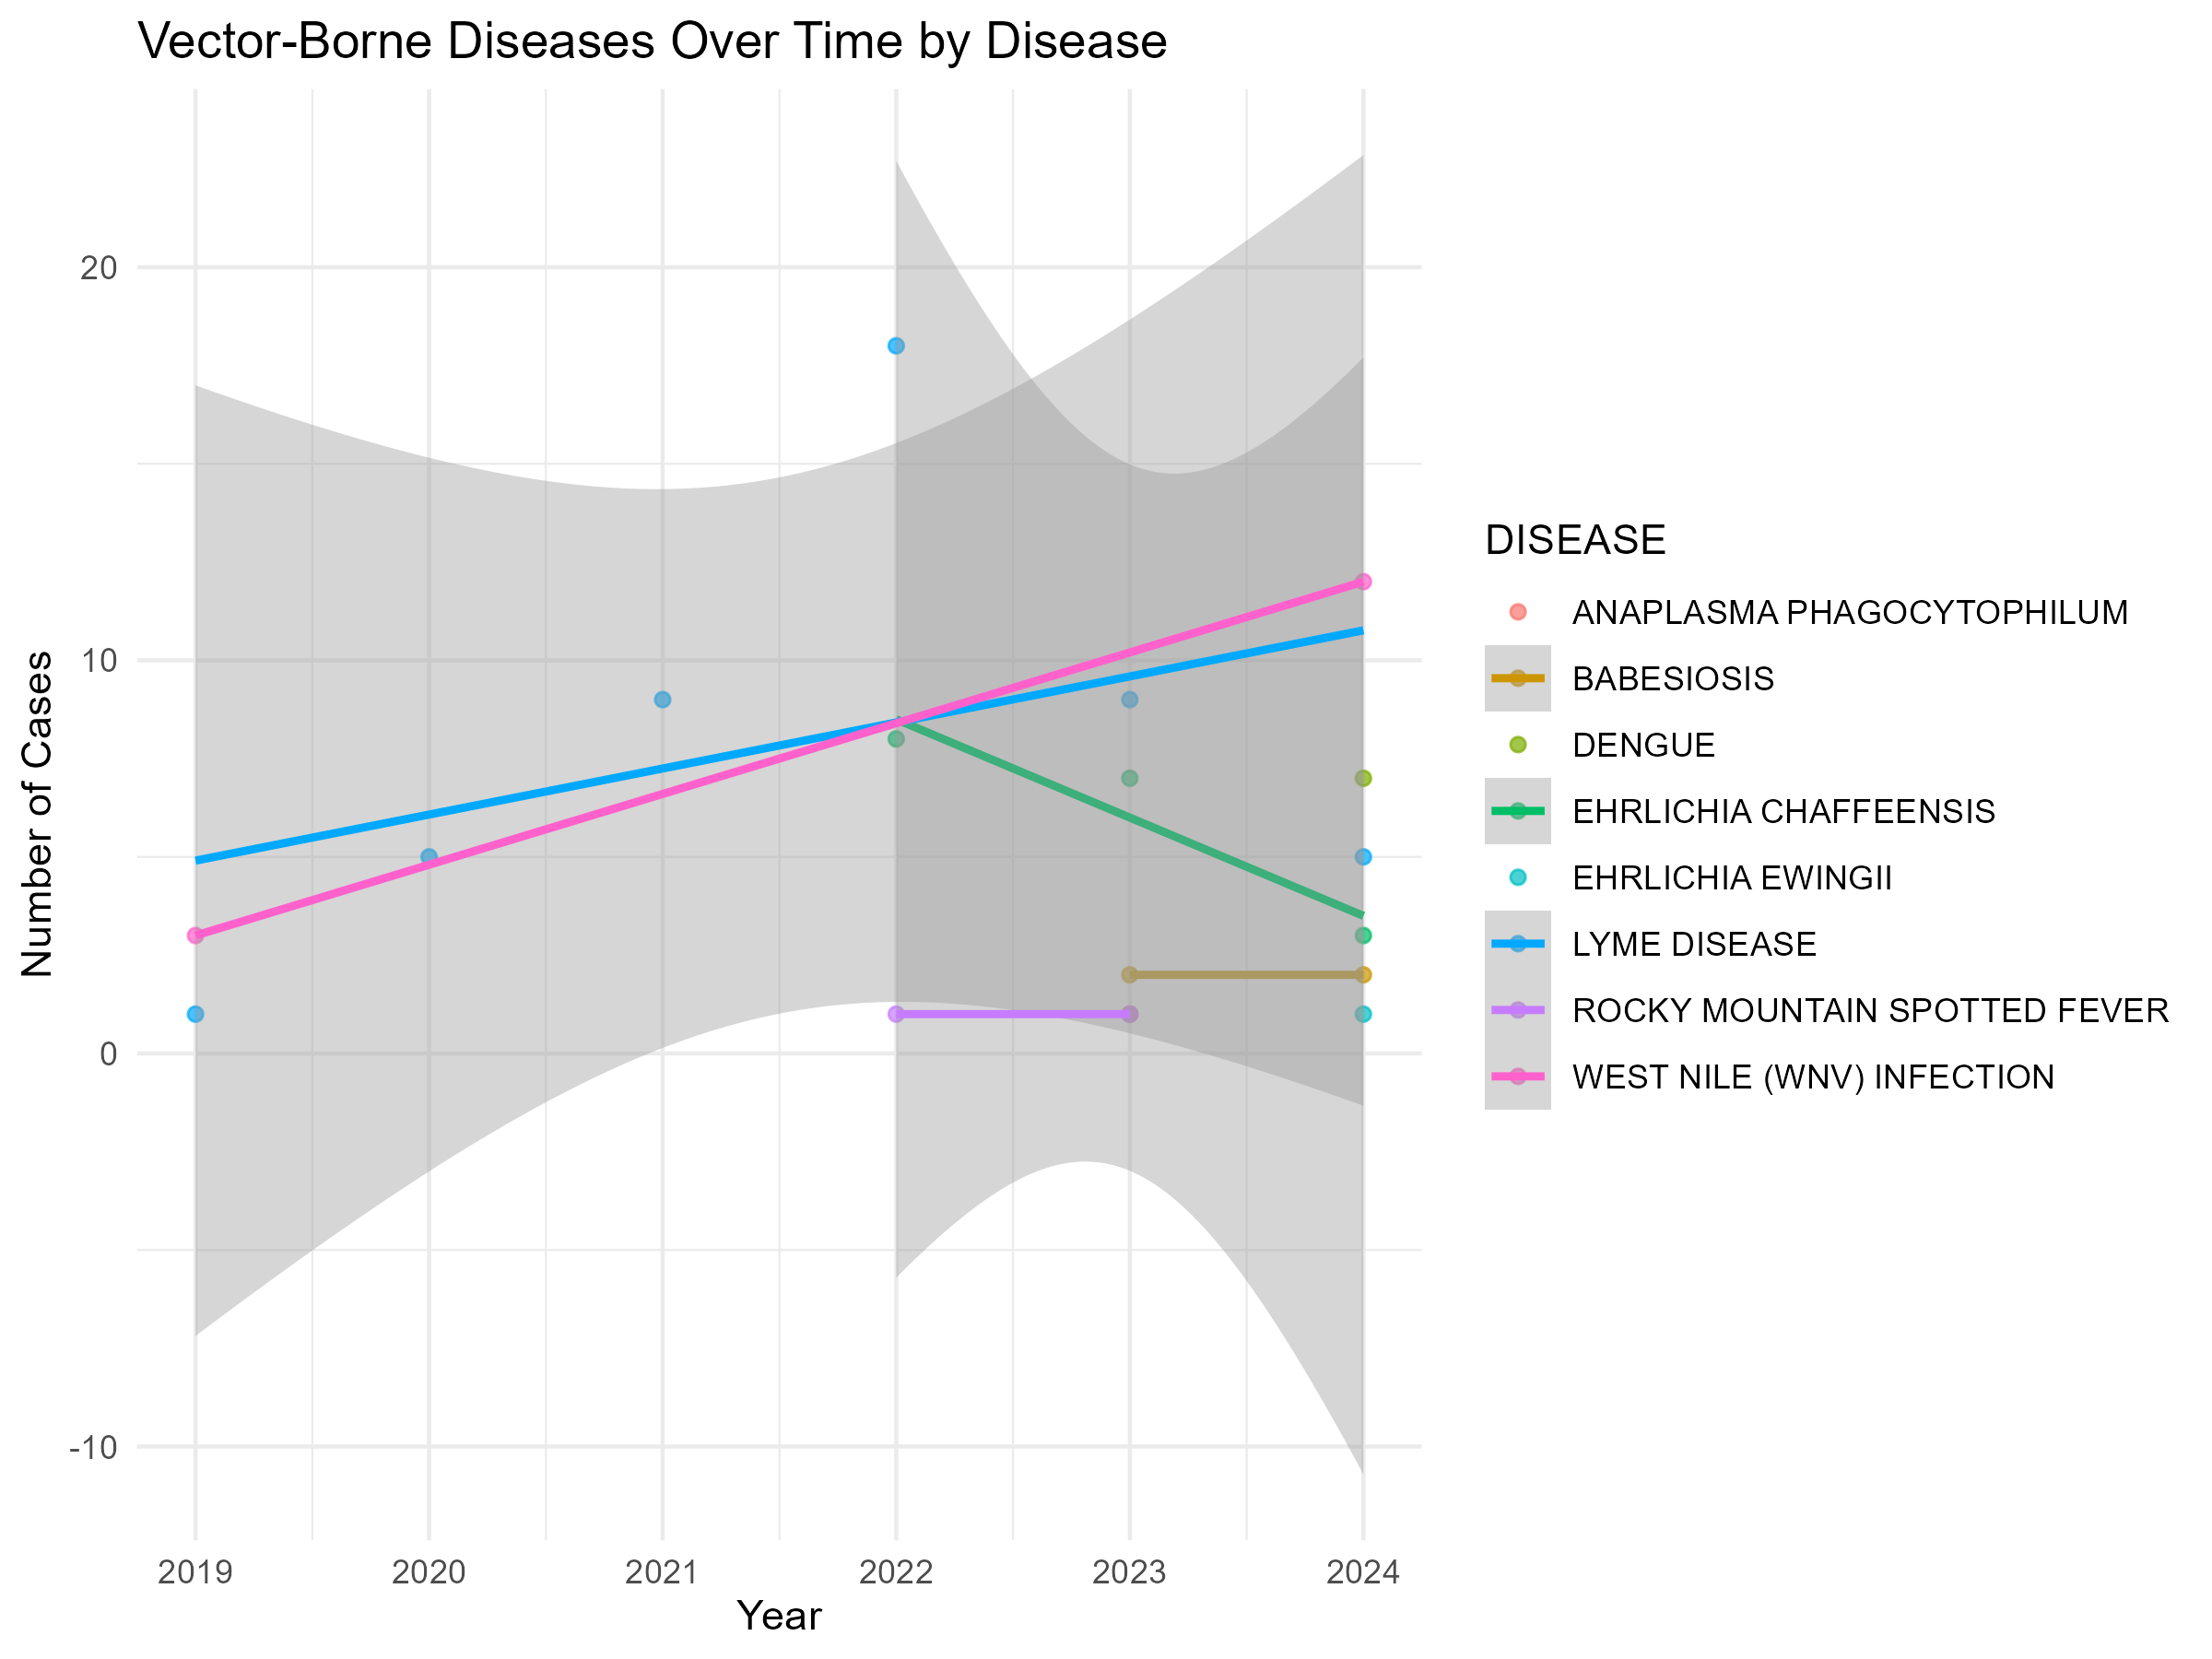 Vector-Borne Diseases Over Time by Disease
Number of Cases
20
10
0
-10
2019 2020 2021 2022 2023 2024
Year
DISEASE
ANAPLASMA PHAGOCYTOPHILUM
BABESIOSIS
DENGUE
EHRLICHIA CHAFFEENSIS
EHRLICHIA EWINGII
LYME DISEASE
ROCKY MOUNTAIN SPOTTED FEVER
WEST NILE (WNV) INFECTION